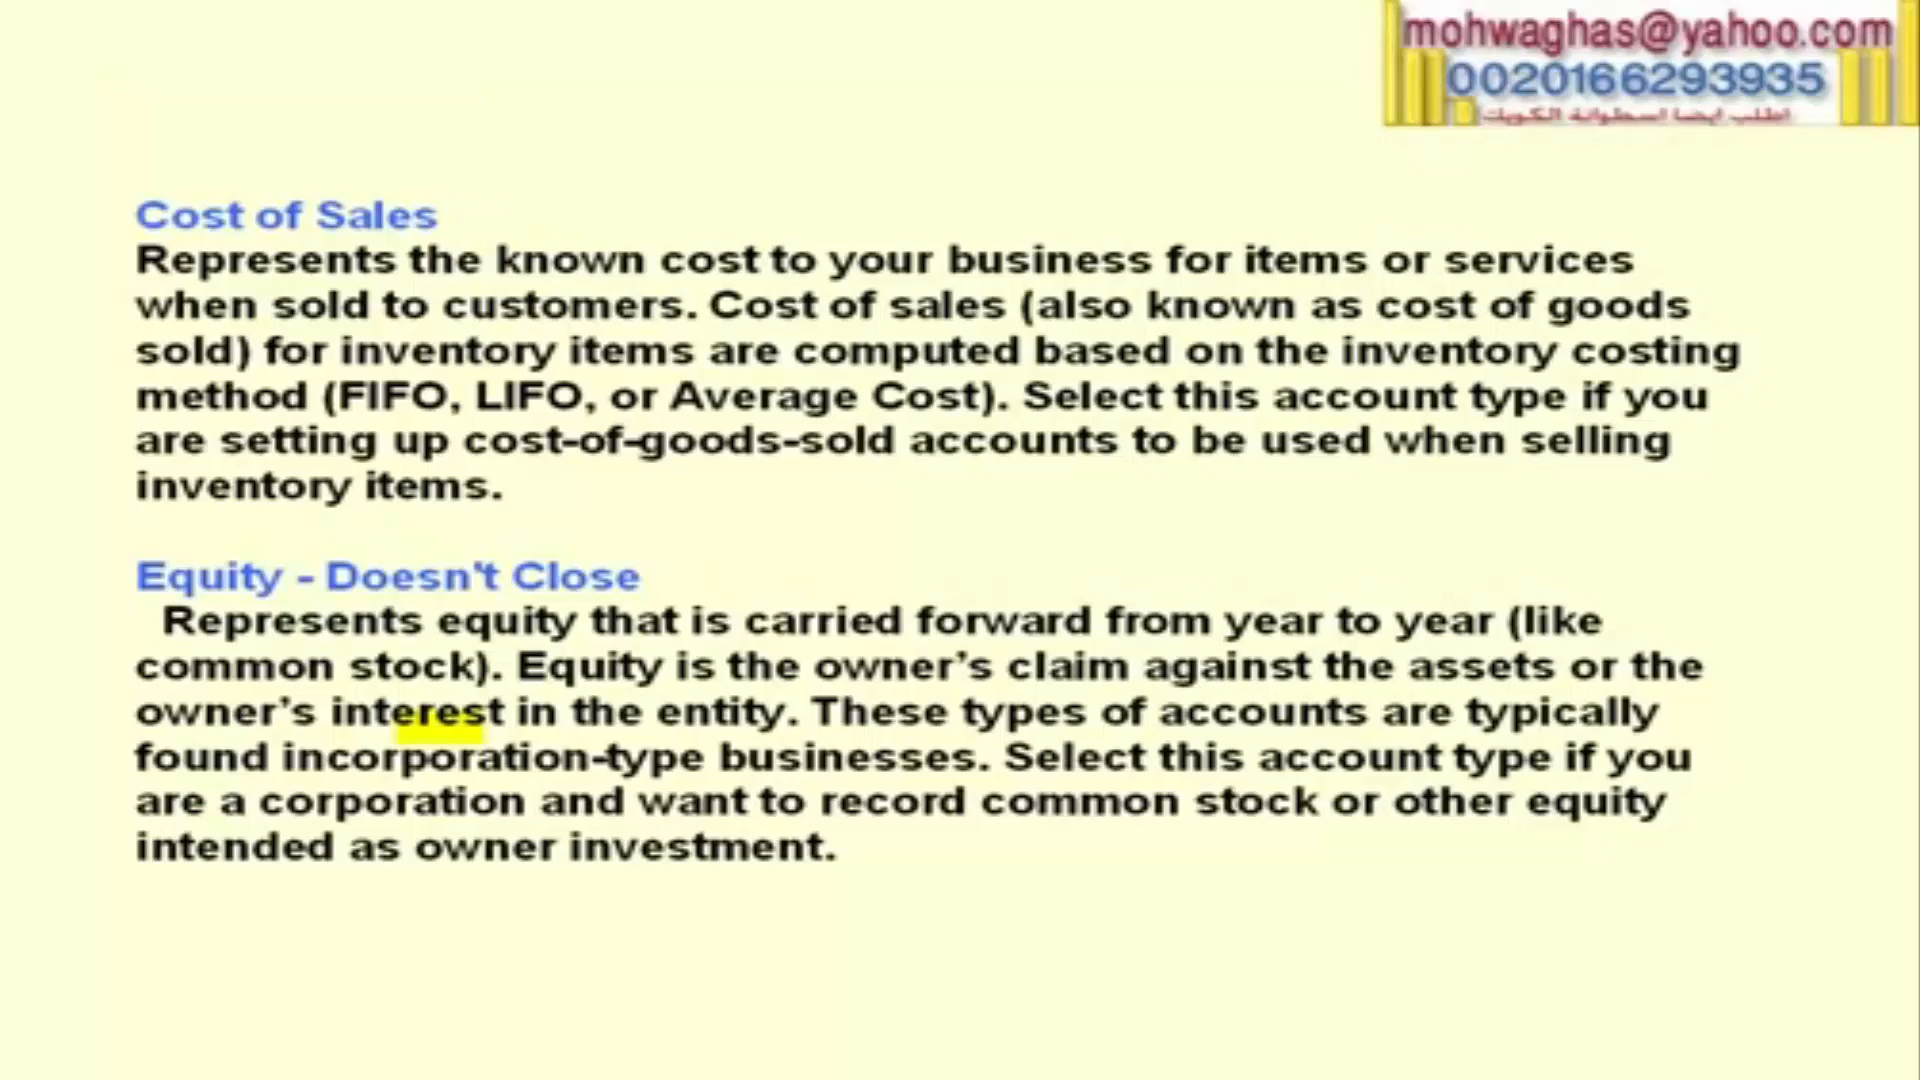 mohwaghas@yahoo.com
0020166293935
اطلب ايضا اسطوانة الكويك
Cost of Sales
Represents the known cost to your business for items or services
when sold to customers. Cost of sales (also known as cost of goods
sold) for inventory items are computed based on the inventory costing
method (FIFO, LIFO, or Average Cost). Select this account type if you
are setting up cost-of-goods-sold accounts to be used when selling
inventory items.
Equity - Doesn't Close
Represents equity that is carried forward from year to year (like
common stock). Equity is the owner’s claim against the assets or the
owner’s interest in the entity. These types of accounts are typically
found incorporation-type businesses. Select this account type if you
are a corporation and want to record common stock or other equity
intended as owner investment.